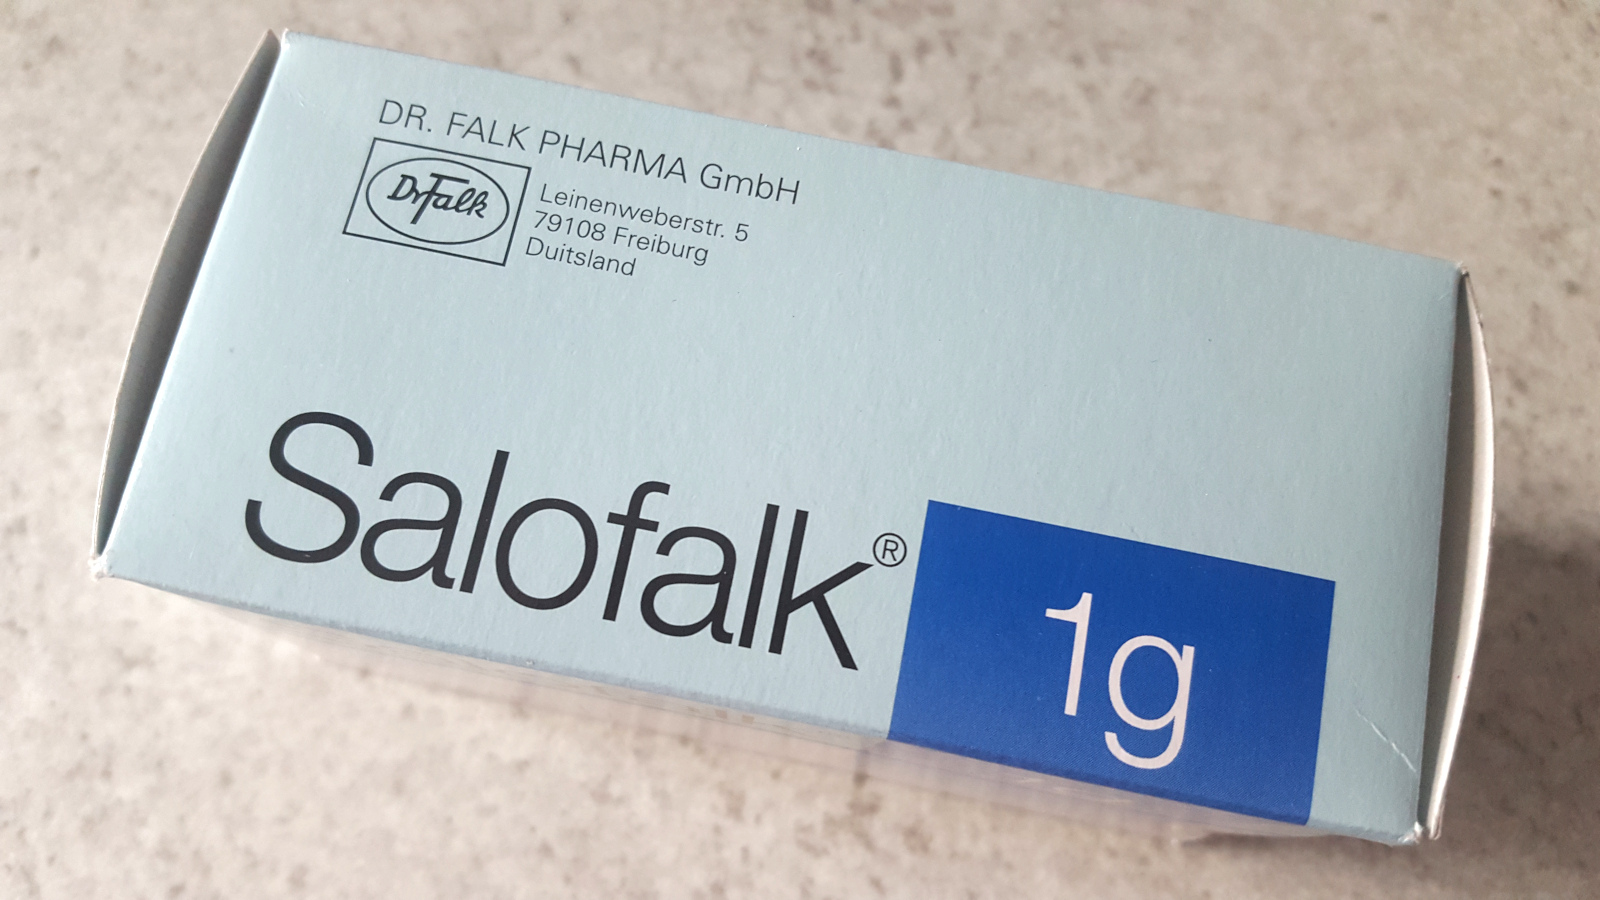 DR. FALK PHARMA GmbH
Dr Falk
Leinenweberstr. 5
79108 Freiburg
Duitsland
Salofalk®
1g